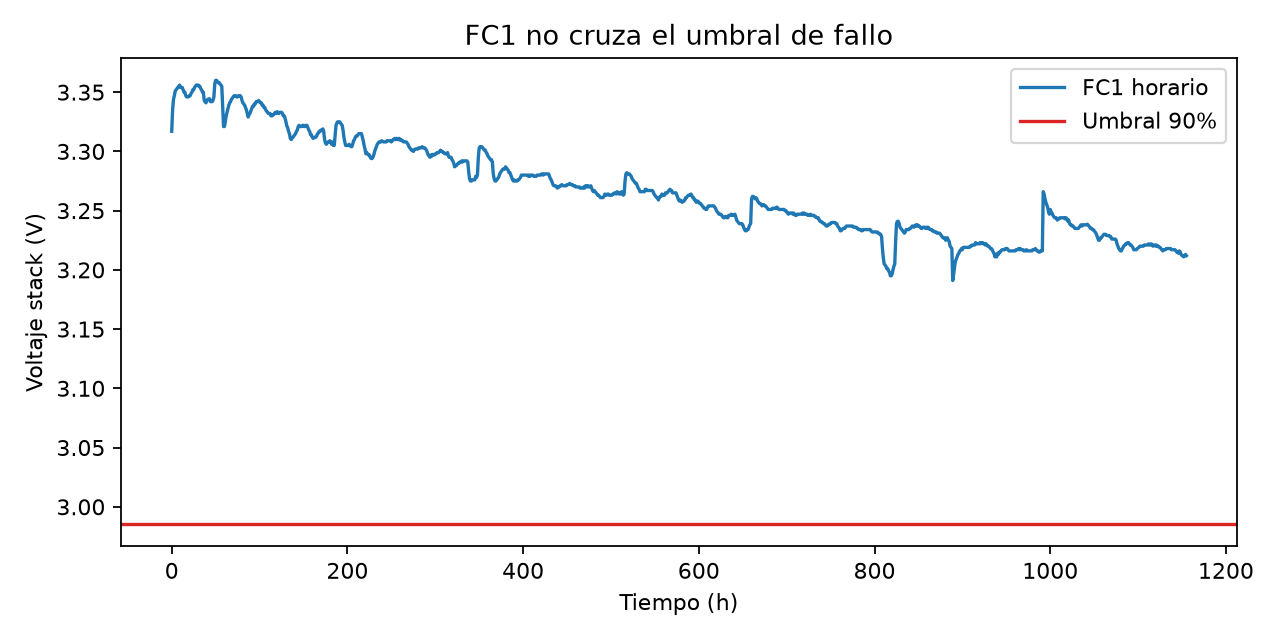 FC1 no cruza el umbral de fallo
FC1 horario
Umbral 90%
Voltaje stack (V)
3.35
3.30
3.25
3.20
3.15
3.10
3.05
3.00
0 200 400 600 800 1000 1200
Tiempo (h)